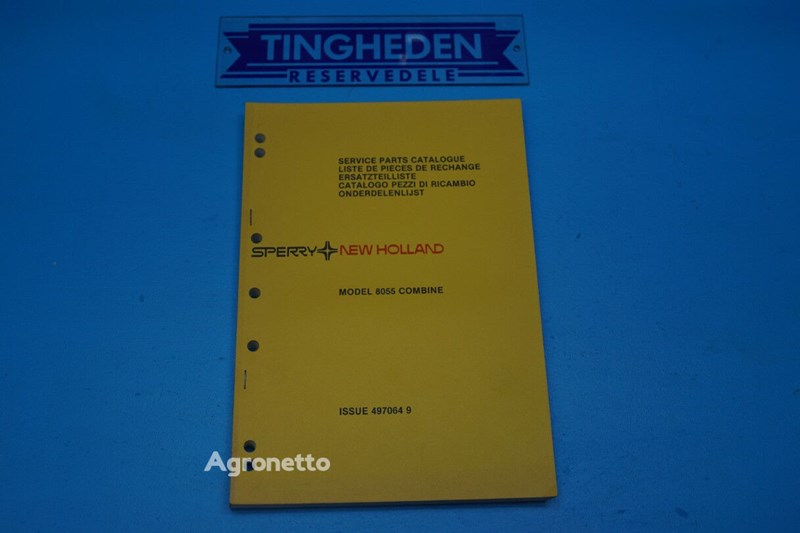 TINGHEDEN
RESERVEDELE
SERVICE PARTS CATALOGUE
LISTE DE PIECES DE RECHANGE
ERSATZTEILLISTE
CATALOGO PEZZI DI RICAMBIO
ONDERDELENLIJST
SPERRY NEW HOLLAND
MODEL 8055 COMBINE
ISSUE 497064 9
Agronetto